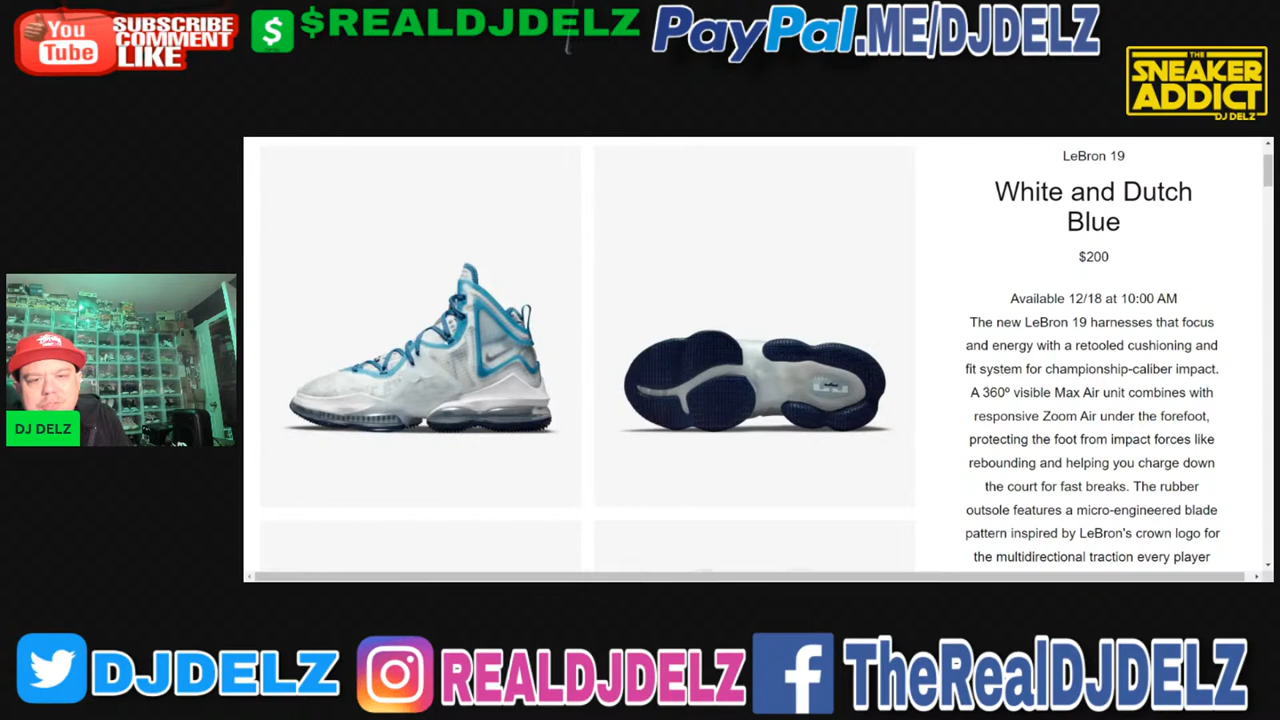 You
Tube
SUBSCRIBE
COMMENT
LIKE
$ $REALDJDELZ
PayPal.ME/DJDELZ
THE
SNEAKER
ADDICT
DJ DELZ
LeBron 19
White and Dutch
Blue
$200
Available 12/18 at 10:00 AM
The new LeBron 19 harnesses that focus
and energy with a retooled cushioning and
fit system for championship-caliber impact.
A 360º visible Max Air unit combines with
responsive Zoom Air under the forefoot,
protecting the foot from impact forces like
rebounding and helping you charge down
the court for fast breaks. The rubber
outsole features a micro-engineered blade
pattern inspired by LeBron's crown logo for
the multidirectional traction every player
DJ DELZ
DJDELZ
REALDJDELZ
f TheRealDJDELZ